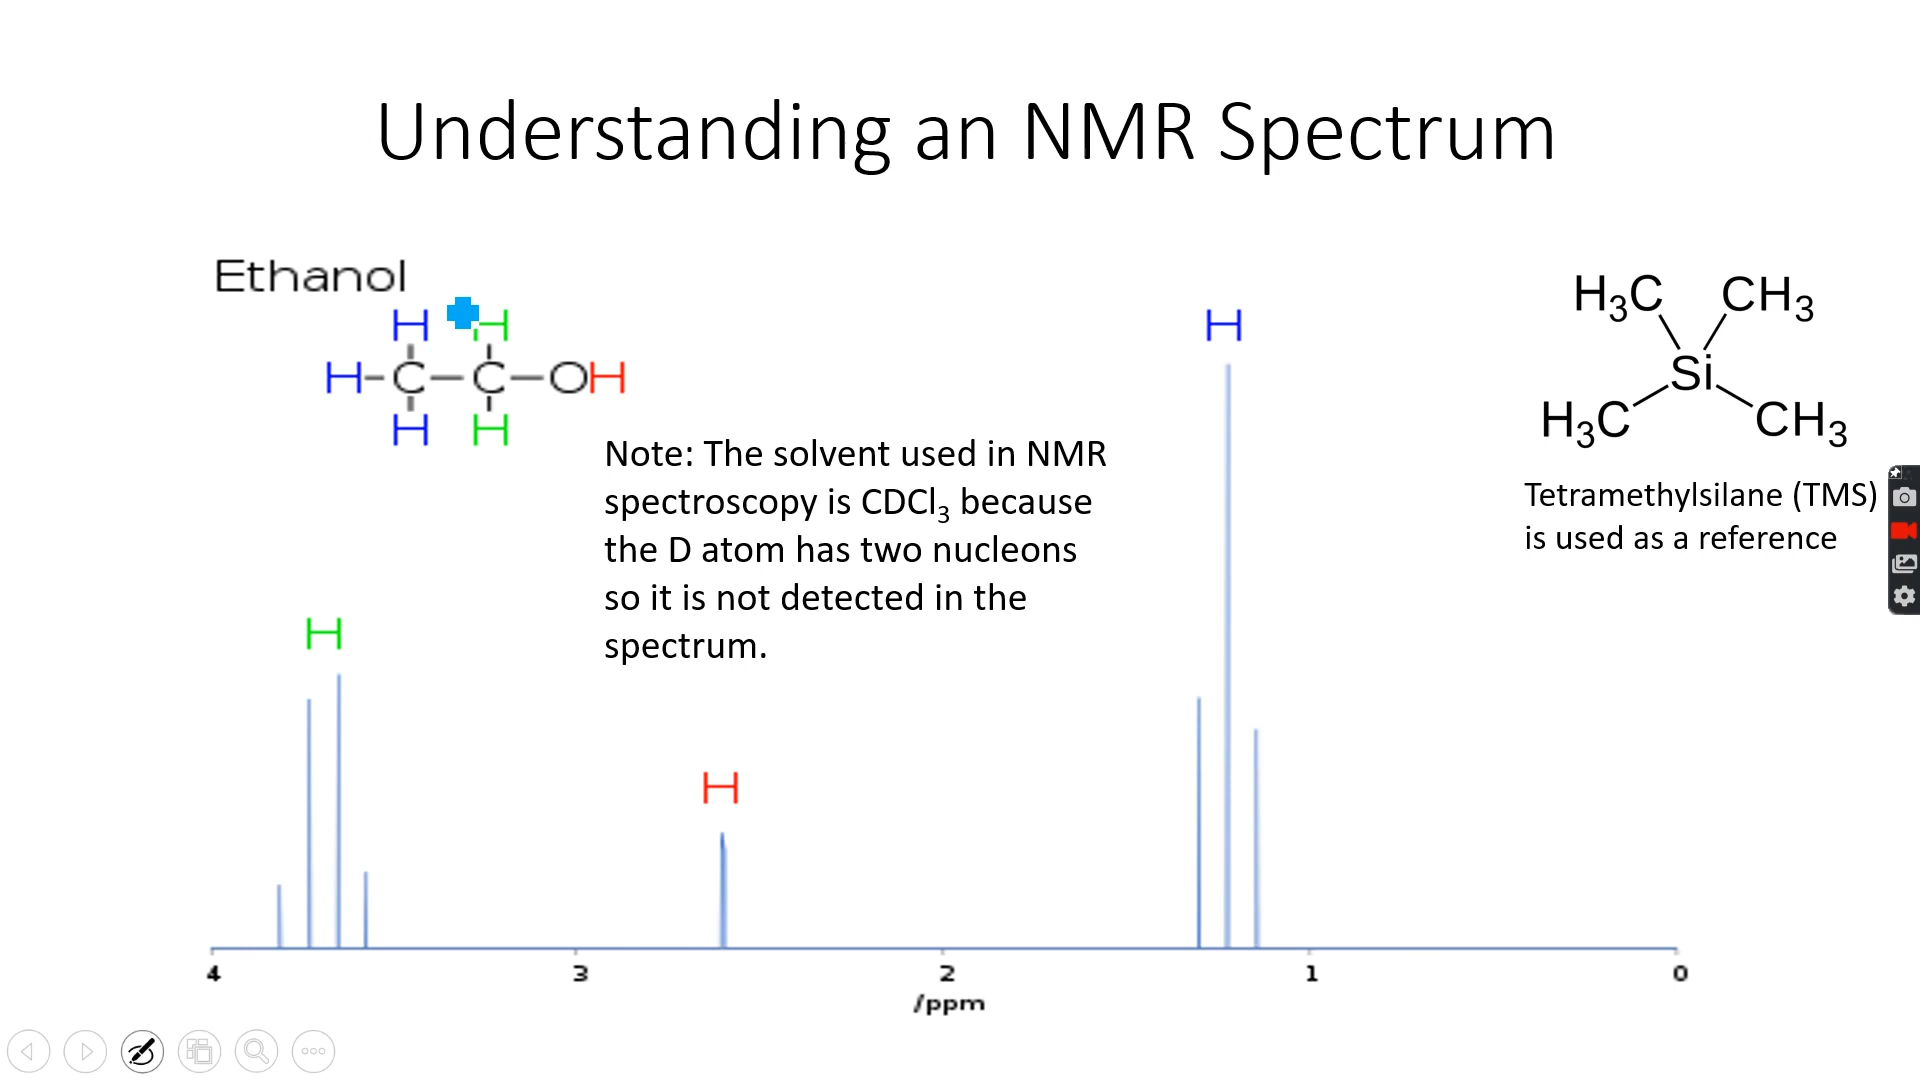 Understanding an NMR Spectrum
Ethanol
H H
H-C-C-OH
H H
H
H₃C CH₃
Si
H₃C CH₃
Tetramethylsilane (TMS)
is used as a reference
Note: The solvent used in NMR
spectroscopy is CDCl₃ because
the D atom has two nucleons
so it is not detected in the
spectrum.
H
H
4 3 2 1 0
/ppm